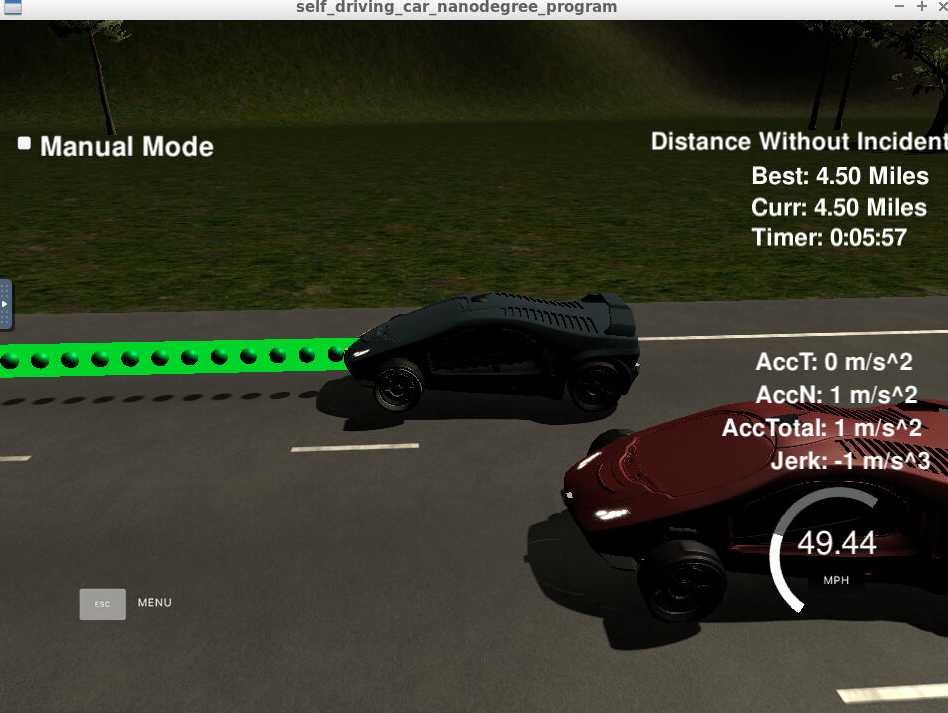 self_driving_car_nanodegree_program
Manual Mode
Distance Without Incident
Best: 4.50 Miles
Curr: 4.50 Miles
Timer: 0:05:57
AccT: 0 m/s^2
AccN: 1 m/s^2
AccTotal: 1 m/s^2
Jerk: -1 m/s^3
49.44
MPH
ESC MENU